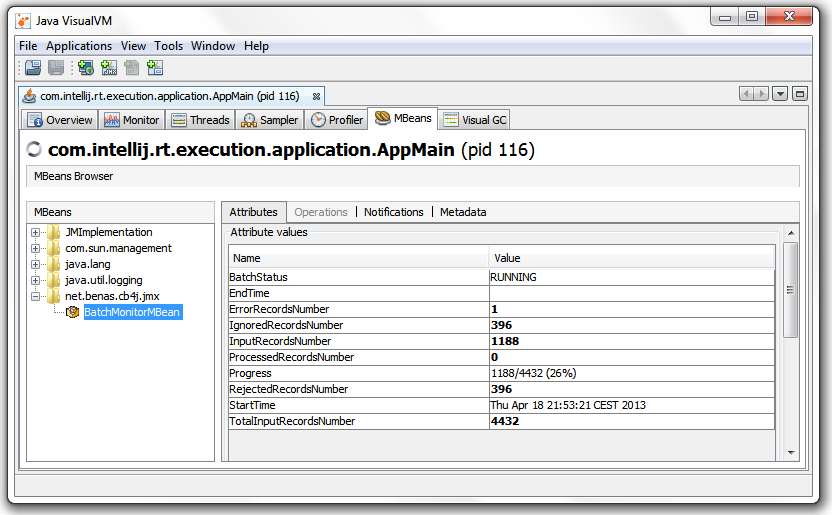 Java VisualVM
File Applications View Tools Window Help
com.intellij.rt.execution.application.AppMain (pid 116)
Overview Monitor Threads Sampler Profiler MBeans Visual GC
com.intellij.rt.execution.application.AppMain (pid 116)
MBeans Browser
MBeans
JMImplementation
com.sun.management
java.lang
java.util.logging
net.benas.cb4j.jmx
BatchMonitorMBean
Attributes Operations Notifications Metadata
Attribute values
Name Value
BatchStatus RUNNING
EndTime
ErrorRecordsNumber 1
IgnoredRecordsNumber 396
InputRecordsNumber 1188
ProcessedRecordsNumber 0
Progress 1188/4432 (26%)
RejectedRecordsNumber 396
StartTime Thu Apr 18 21:53:21 CEST 2013
TotalInputRecordsNumber 4432